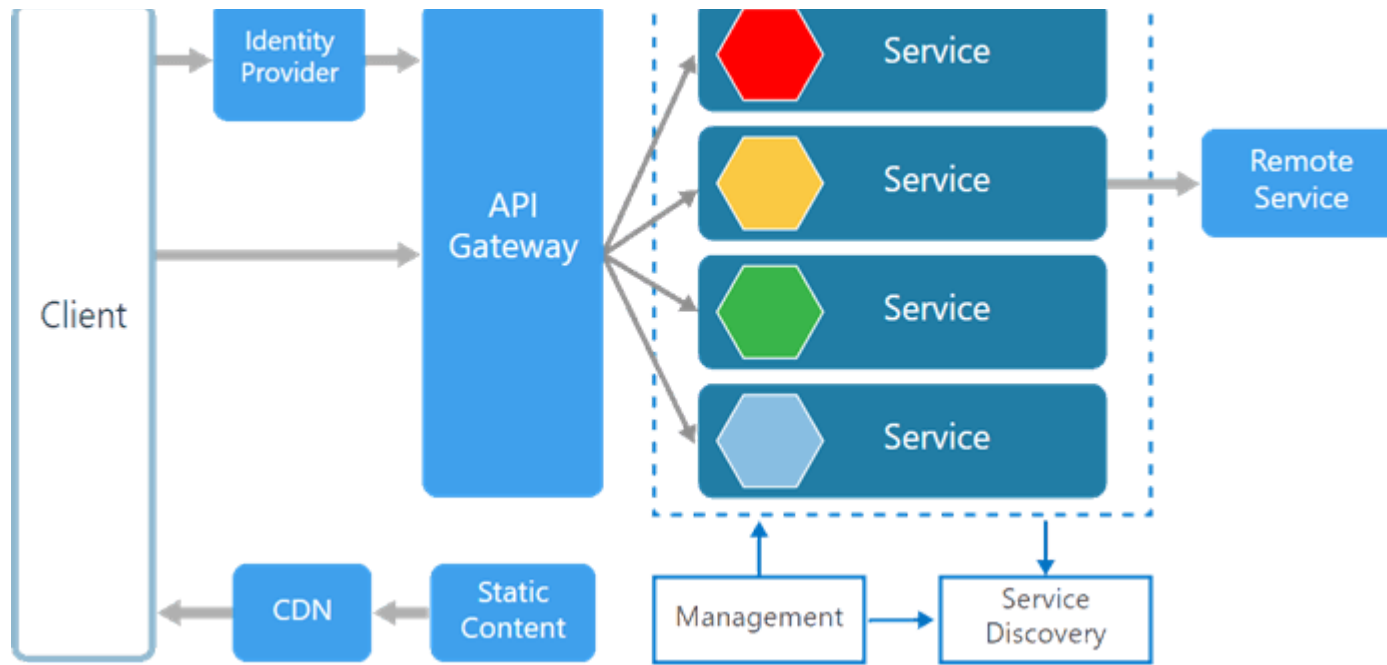 Identity
Provider
Service
API
Gateway
Service
Remote
Service
Client
Service
Service
CDN
Static
Content
Management
Service
Discovery